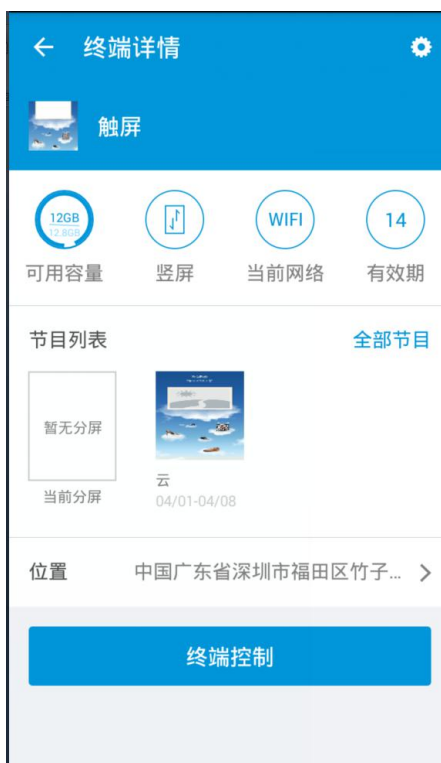 终端详情
触屏
12GB
12.8GB
WIFI
14
可用容量
竖屏
当前网络
有效期
节目列表
全部节目
暂无分屏
当前分屏
云
04/01-04/08
位置
中国广东省深圳市福田区竹子...
终端控制